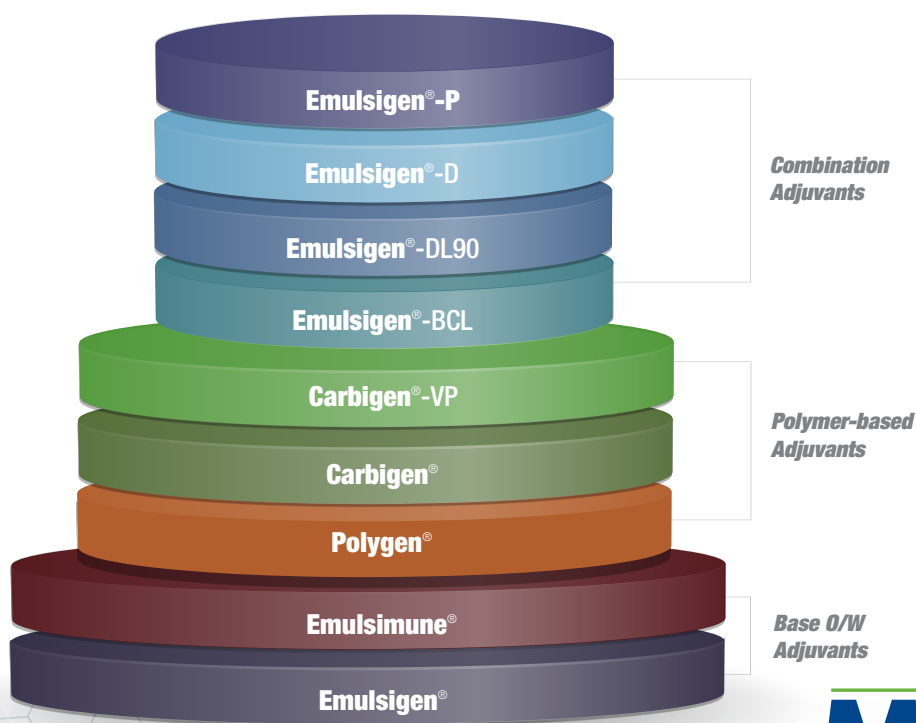 Emulsigen®-P
Emulsigen®-D
Emulsigen®-DL90
Emulsigen®-BCL
Combination
Adjuvants
Carbigen®-VP
Carbigen®
Polygen®
Polymer-based
Adjuvants
Emulsimune®
Emulsigen®
Base O/W
Adjuvants